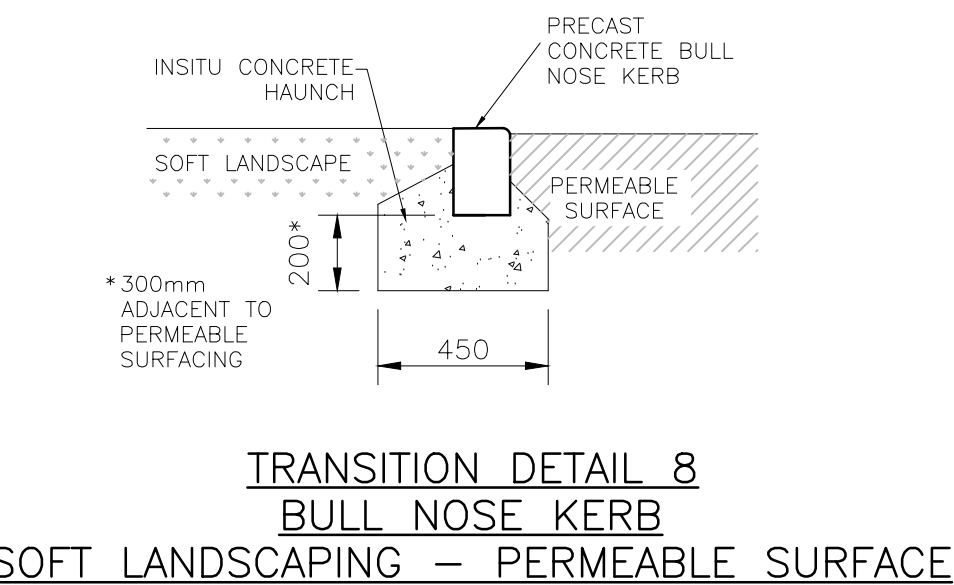 PRECAST
CONCRETE BULL
NOSE KERB
INSITU CONCRETE
HAUNCH
SOFT LANDSCAPE
PERMEABLE
SURFACE
200*
*300mm
ADJACENT TO
PERMEABLE
SURFACING
450
TRANSITION DETAIL 8
BULL NOSE KERB
SOFT LANDSCAPING – PERMEABLE SURFACE